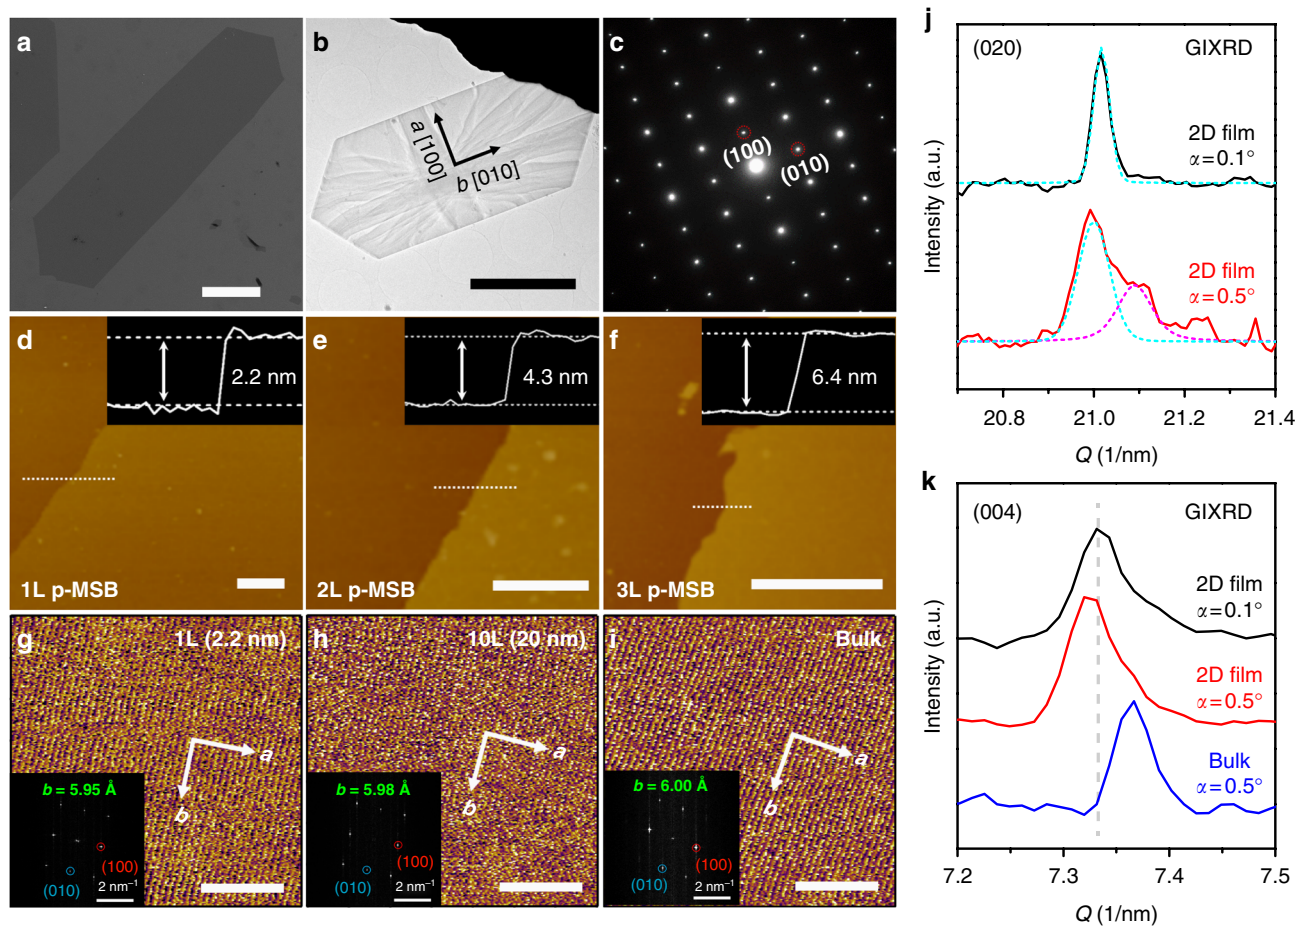 a
b
a [100]
b [010]
c
(100)
(010)
d
2.2 nm
1L p-MSB
e
4.3 nm
2L p-MSB
f
6.4 nm
3L p-MSB
g
1L (2.2 nm)
a
b
b = 5.95 Å
(100)
(010)
2 nm⁻¹
h
10L (20 nm)
a
b
b = 5.98 Å
(100)
(010)
2 nm⁻¹
i
Bulk
a
b
b = 6.00 Å
(100)
(010)
2 nm⁻¹
j
(020)
GIXRD
2D film
α=0.1°
2D film
α=0.5°
Intensity (a.u.)
20.8 21.0 21.2 21.4
Q (1/nm)
k
(004)
GIXRD
2D film
α=0.1°
2D film
α=0.5°
Bulk
α=0.5°
Intensity (a.u.)
7.2 7.3 7.4 7.5
Q (1/nm)